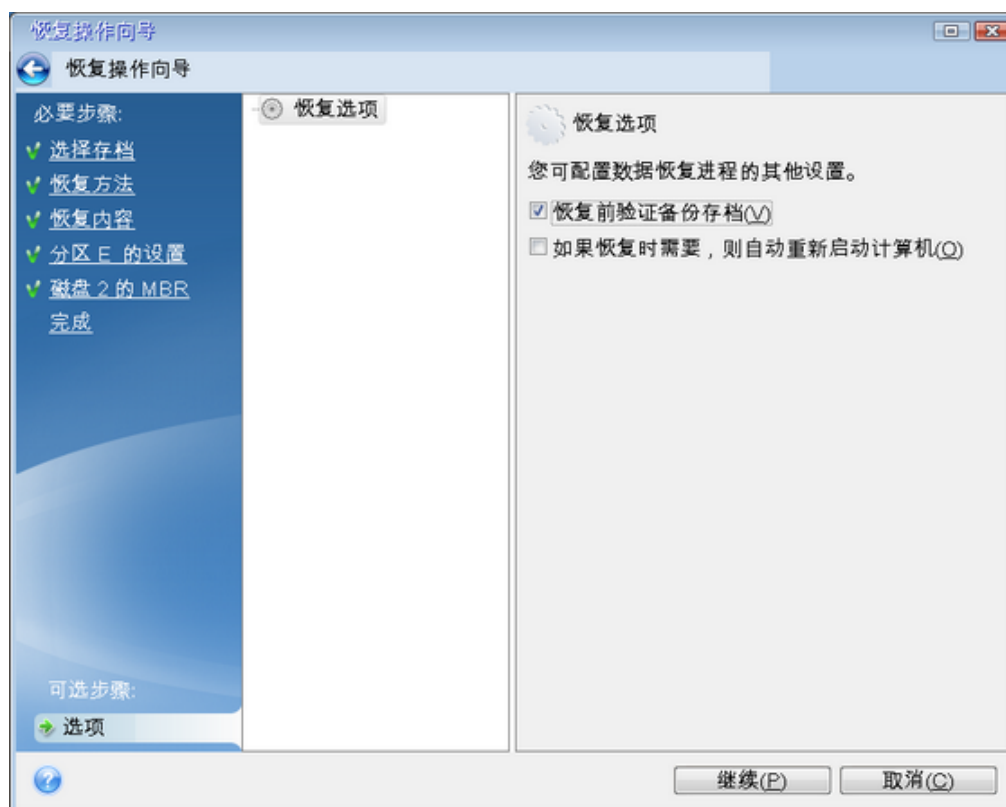 恢复操作向导
恢复操作向导
必要步骤:
选择存档
恢复方法
恢复内容
分区 E 的设置
磁盘 2 的 MBR
完成
可选步骤:
选项
恢复选项
恢复选项
您可配置数据恢复进程的其他设置。
恢复前验证备份存档(V)
如果恢复时需要，则自动重新启动计算机(O)
继续(P)
取消(C)